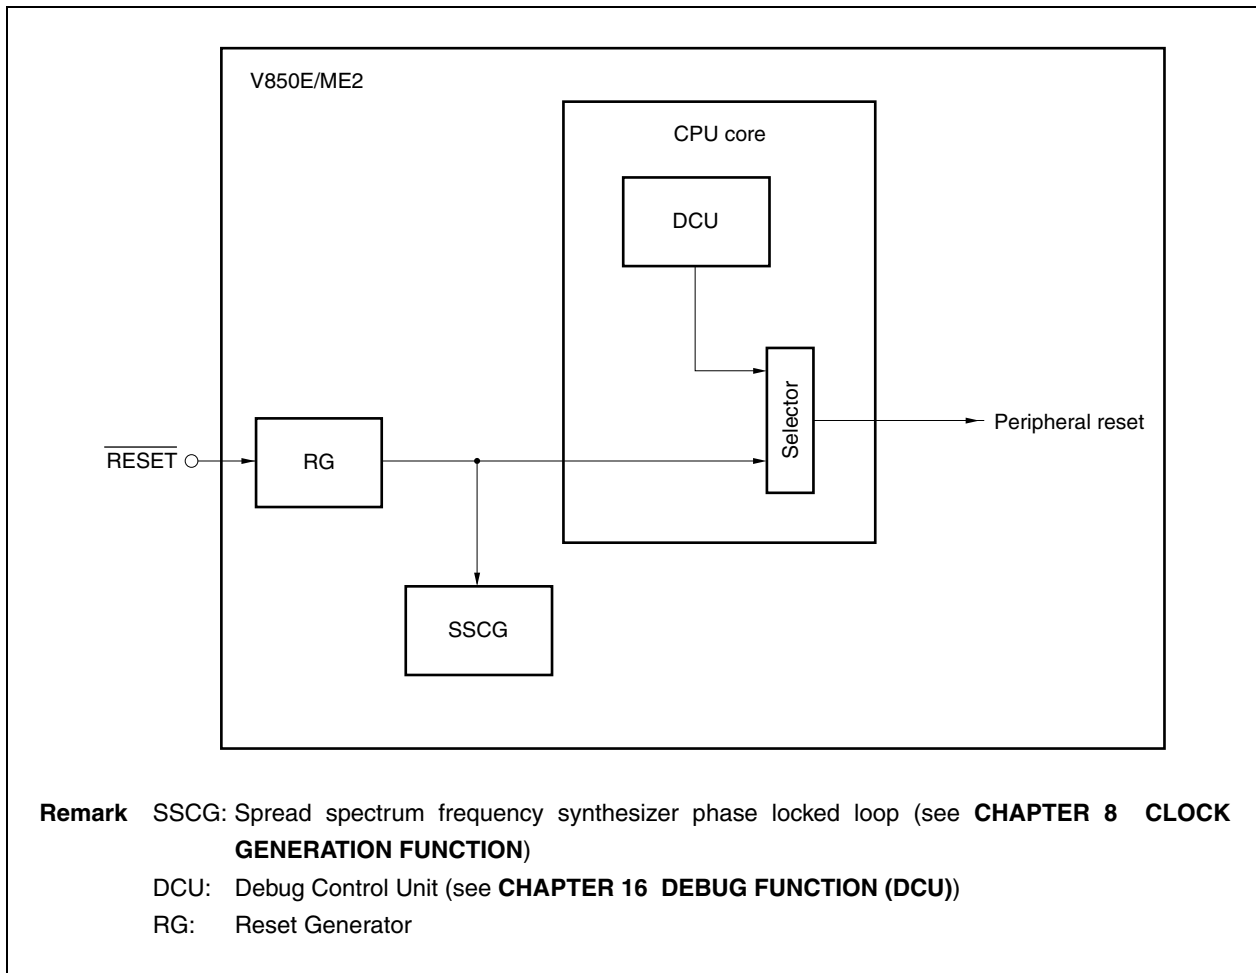 V850E/ME2
CPU core
DCU
Selector
Peripheral reset
RESET
RG
SSCG
Remark SSCG: Spread spectrum frequency synthesizer phase locked loop (see CHAPTER 8 CLOCK
GENERATION FUNCTION)
DCU: Debug Control Unit (see CHAPTER 16 DEBUG FUNCTION (DCU))
RG: Reset Generator